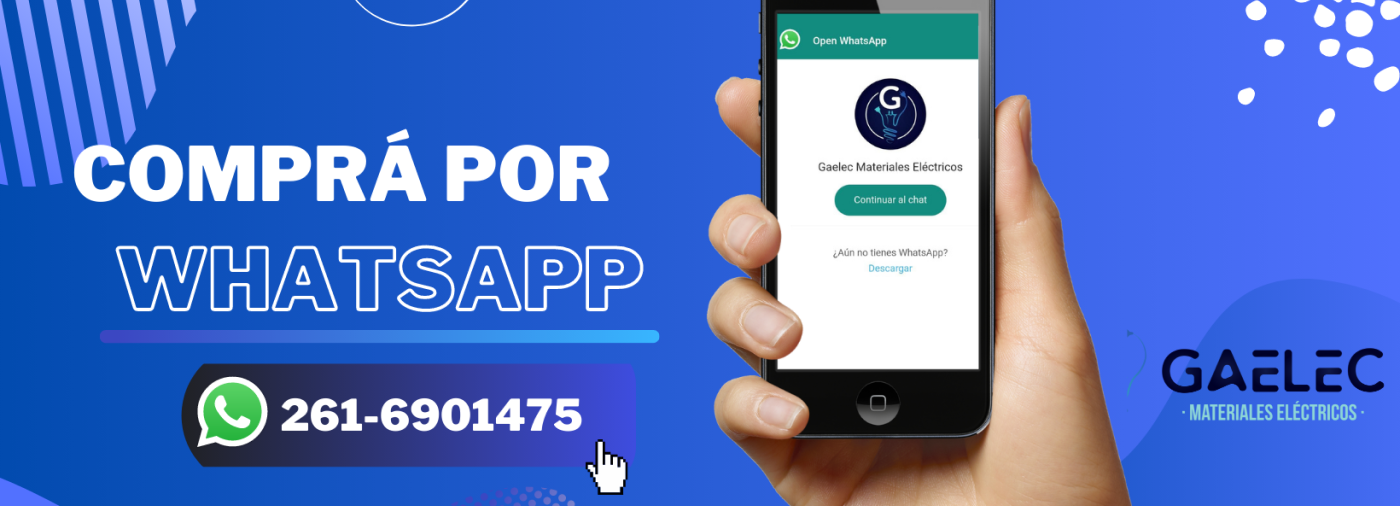 COMPRÁ POR
WHATSAPP
261-6901475
Open WhatsApp
G
Gaelec Materiales Eléctricos
Continuar al chat
¿Aún no tienes WhatsApp?
Descargar
GAELEC
· MATERIALES ELÉCTRICOS ·